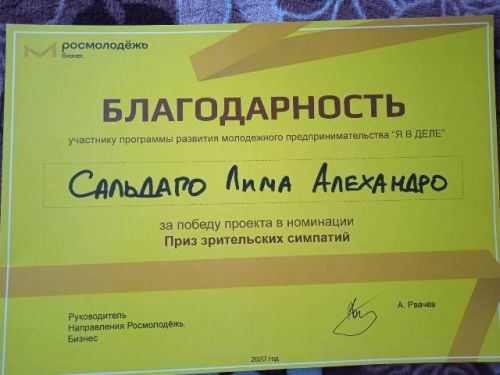 росмолодёжь
бизнес
БЛАГОДАРНОСТЬ
участнику программы развития молодежного предпринимательства "Я В ДЕЛЕ"
САЛЬДАГО ЛИМА АЛЕХАНДРО
за победу проекта в номинации
Приз зрительских симпатий
Руководитель
Направления Росмолодёжь.
Бизнес
А. Рвачёв
2022 год